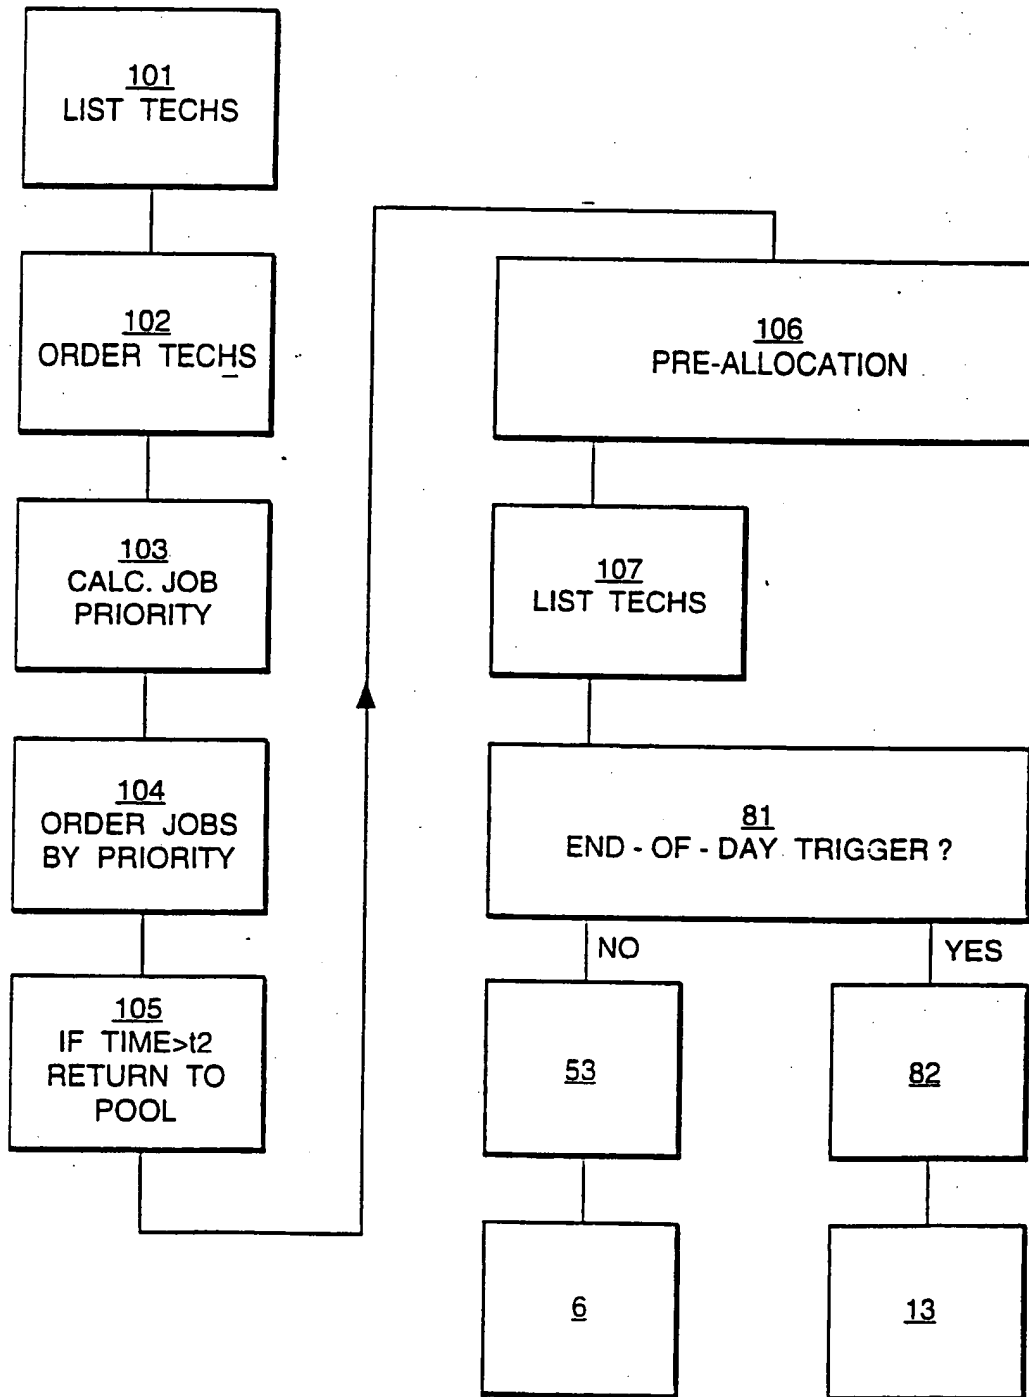 101
LIST TECHS
102
ORDER TECHS
103
CALC. JOB
PRIORITY
104
ORDER JOBS
BY PRIORITY
105
IF TIME>t2
RETURN TO
POOL
106
PRE-ALLOCATION
107
LIST TECHS
81
END-OF-DAY TRIGGER?
NO
YES
53
82
6
13